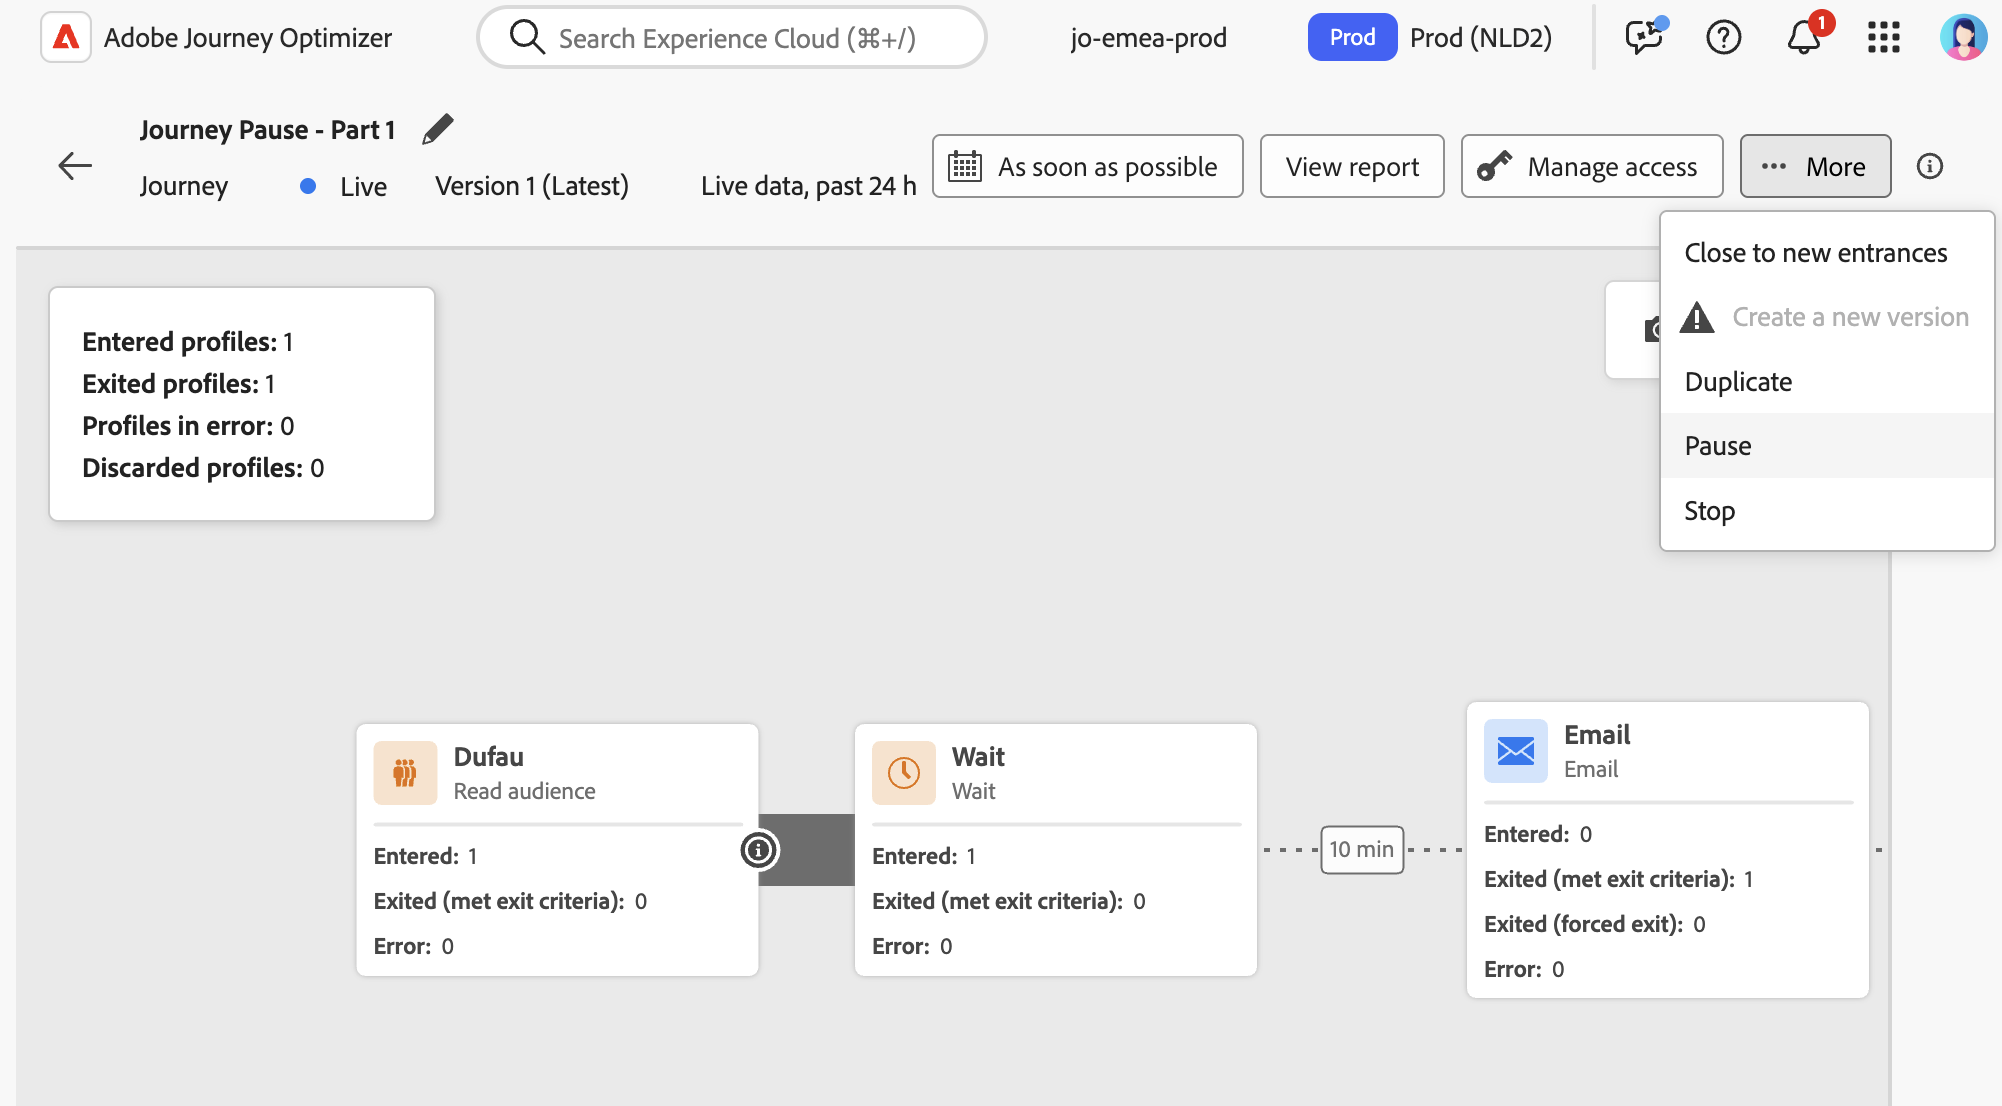 Adobe Journey Optimizer
Search Experience Cloud (⌘+/)
jo-emea-prod
Prod
Prod (NLD2)
1
Journey Pause - Part 1
Journey
Live
Version 1 (Latest)
Live data, past 24 h
As soon as possible
View report
Manage access
More
Close to new entrances
Create a new version
Duplicate
Pause
Stop
Entered profiles: 1
Exited profiles: 1
Profiles in error: 0
Discarded profiles: 0
Dufau
Read audience
Entered: 1
Exited (met exit criteria): 0
Error: 0
Wait
Wait
Entered: 1
Exited (met exit criteria): 0
Error: 0
10 min
Email
Email
Entered: 0
Exited (met exit criteria): 1
Exited (forced exit): 0
Error: 0